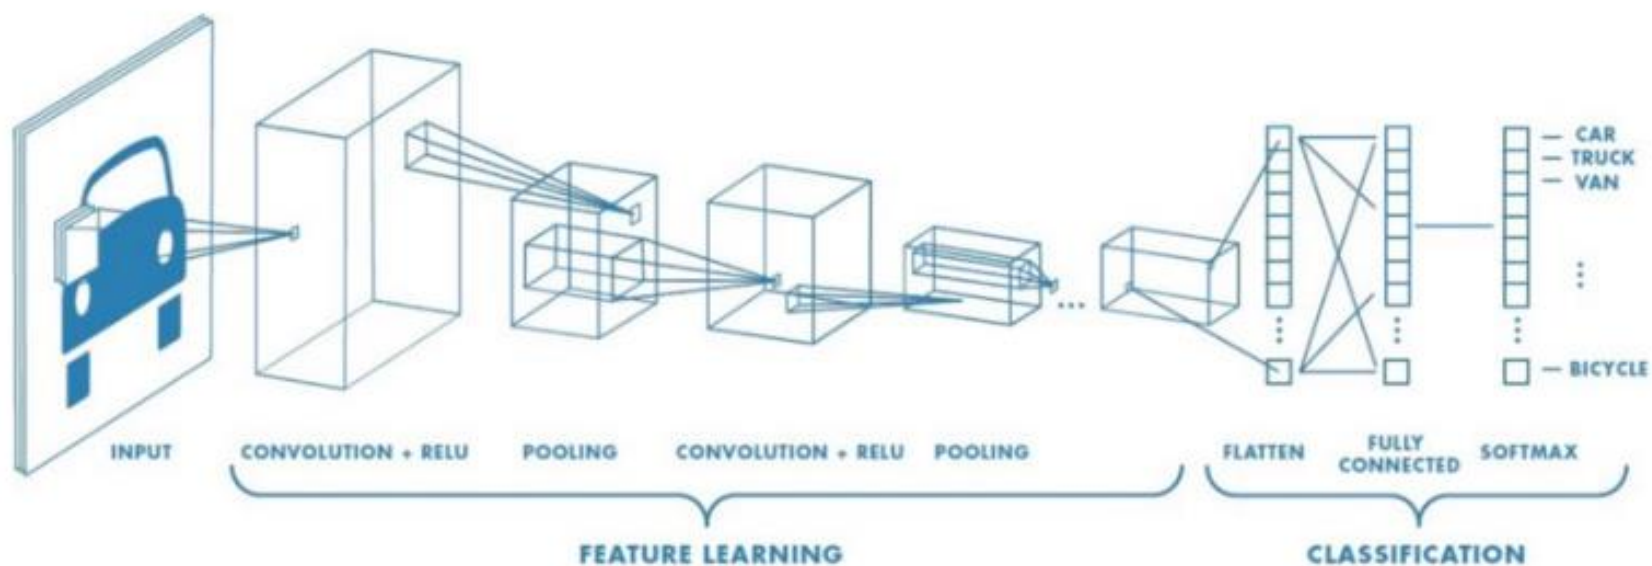 CAR
TRUCK
VAN
BICYCLE
INPUT
CONVOLUTION + RELU
POOLING
CONVOLUTION + RELU
POOLING
FLATTEN
FULLY
CONNECTED
SOFTMAX
FEATURE LEARNING
CLASSIFICATION